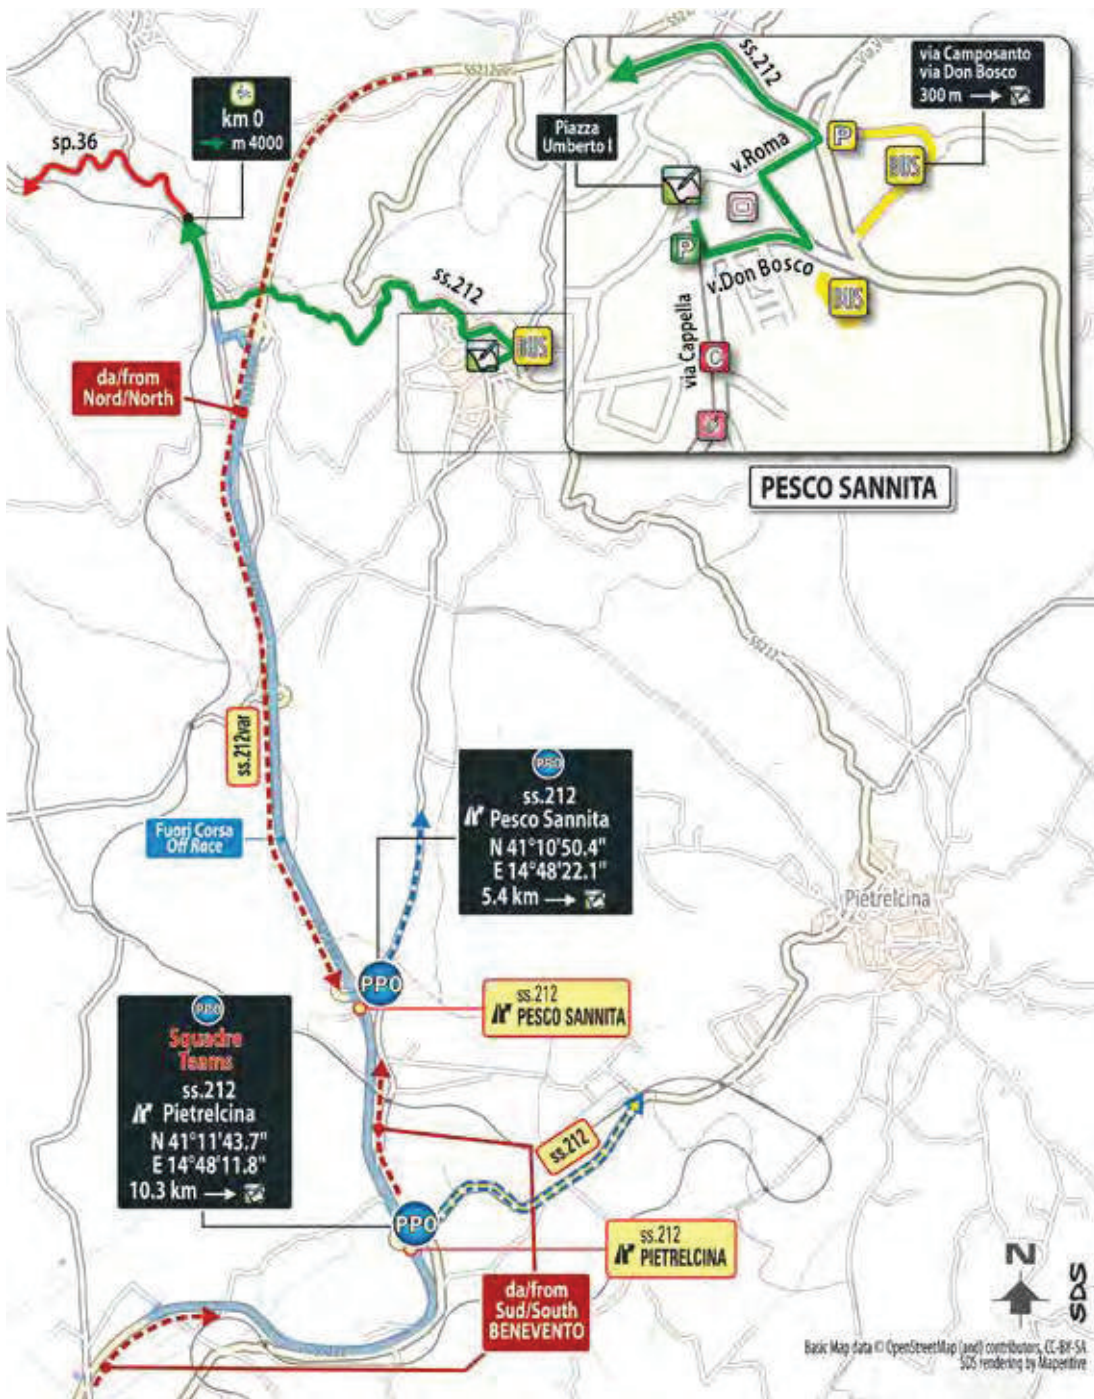 SS212var
km 0
m 4000
sp.36
ss.212
Piazza
Umberto I
v.Roma
P
via Camposanto
via Don Bosco
300 m
BUS
P
v.Don Bosco
BUS
via Cappella
C
ss.212
BUS
da/from
Nord/North
PESCO SANNITA
SS212
ss.212var
PPO
ss.212
Pesco Sannita
N 41°10'50.4"
E 14°48'22.1"
5.4 km
Fuori Corsa
Off Race
Pietrelcina
PPO
ss.212
PESCO SANNITA
PPO
Squadre
Teams
ss.212
Pietrelcina
N 41°11'43.7"
E 14°48'11.8"
10.3 km
ss.212
PPO
ss.212
PIETRELCINA
da/from
Sud/South
BENEVENTO
N
SDS
Basic Map data © OpenStreetMap (and) contributors, CC-BY-SA
SDS rendering by Maperitive